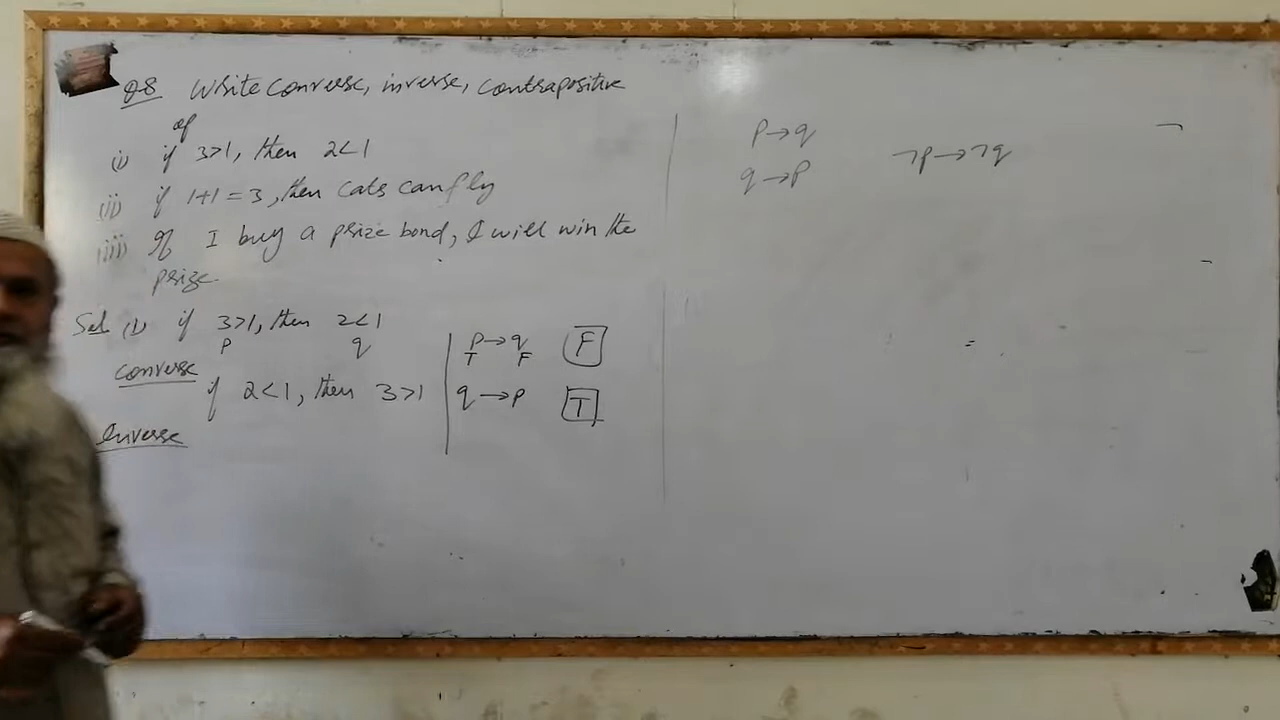 Q8 Write converse, inverse, contrapositive
of
(i) if 3>1, then 2<1
(ii) if 1+1=3, then cats can fly
(iii) If I buy a prize bond, I will win the
prize.
Sol (i) if 3>1, then 2<1
p q
converse
if 2<1, then 3>1
Inverse
p→q F
T F
q→p T
p→q
q→p
¬p→¬q
¬